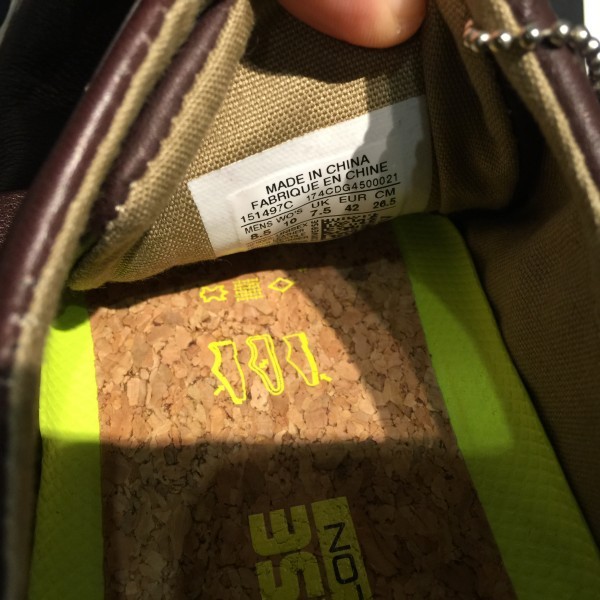 MADE IN CHINA
FABRIQUE EN CHINE
151497C 174CDG4500021
MENS WO'S UK EUR CM
8.5 10 7.5 42 26.5